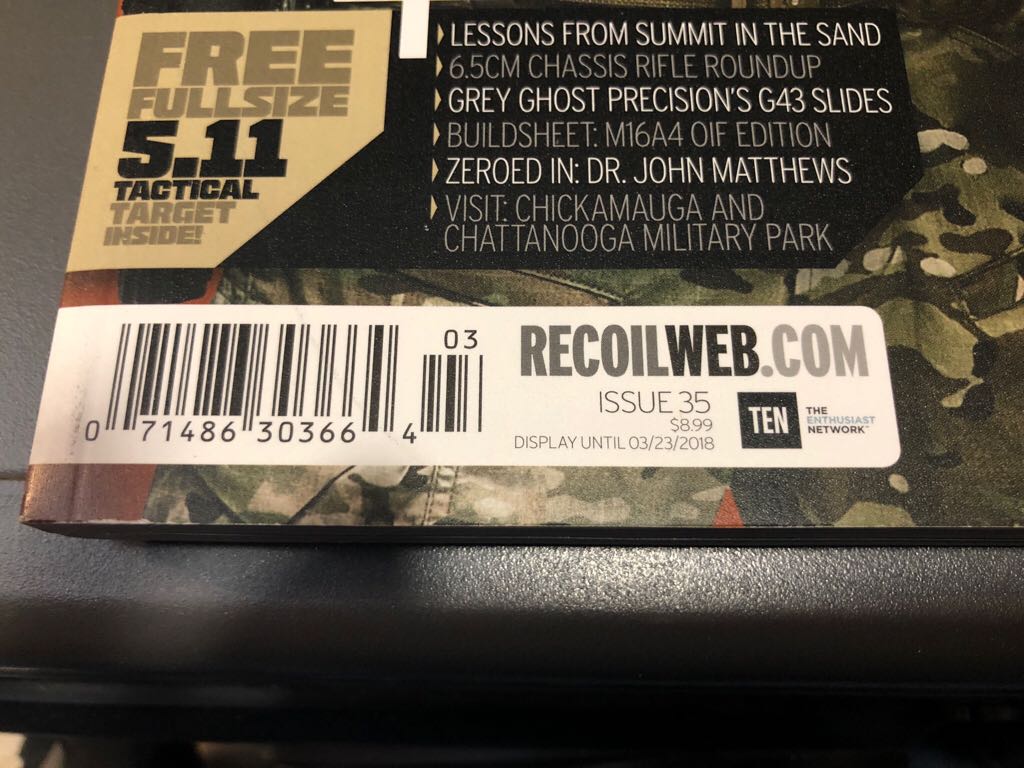 FREE
FULLSIZE
5.11
TACTICAL
TARGET
INSIDE!
LESSONS FROM SUMMIT IN THE SAND
6.5CM CHASSIS RIFLE ROUNDUP
GREY GHOST PRECISION'S G43 SLIDES
BUILDSHEET: M16A4 OIF EDITION
ZEROED IN: DR. JOHN MATTHEWS
VISIT: CHICKAMAUGA AND
CHATTANOOGA MILITARY PARK
03
0 71486 30366 4
RECOILWEB.COM
ISSUE 35
$8.99
DISPLAY UNTIL 03/23/2018
TEN
THE
ENTHUSIAST
NETWORK™